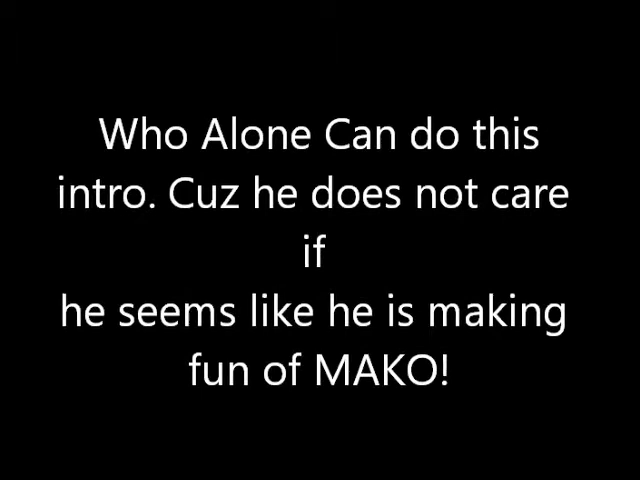 Who Alone Can do this
intro. Cuz he does not care
if
he seems like he is making
fun of MAKO!